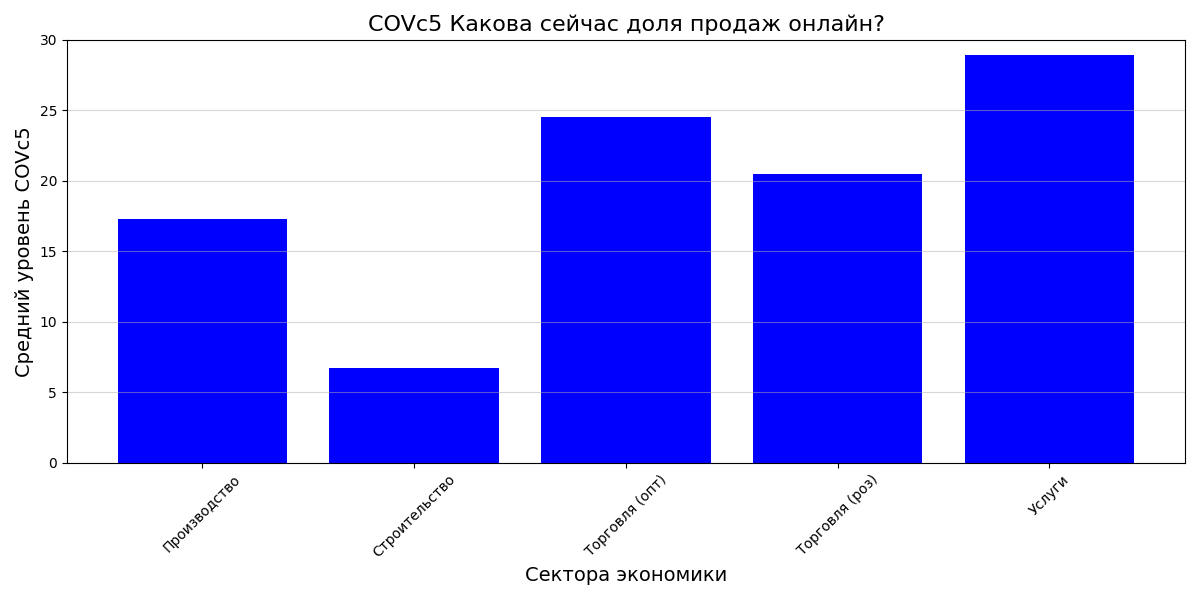 COVc5 Какова сейчас доля продаж онлайн?
Средний уровень COVc5
30
25
20
15
10
5
0
Производство
Строительство
Торговля (опт)
Торговля (роз)
Услуги
Сектора экономики